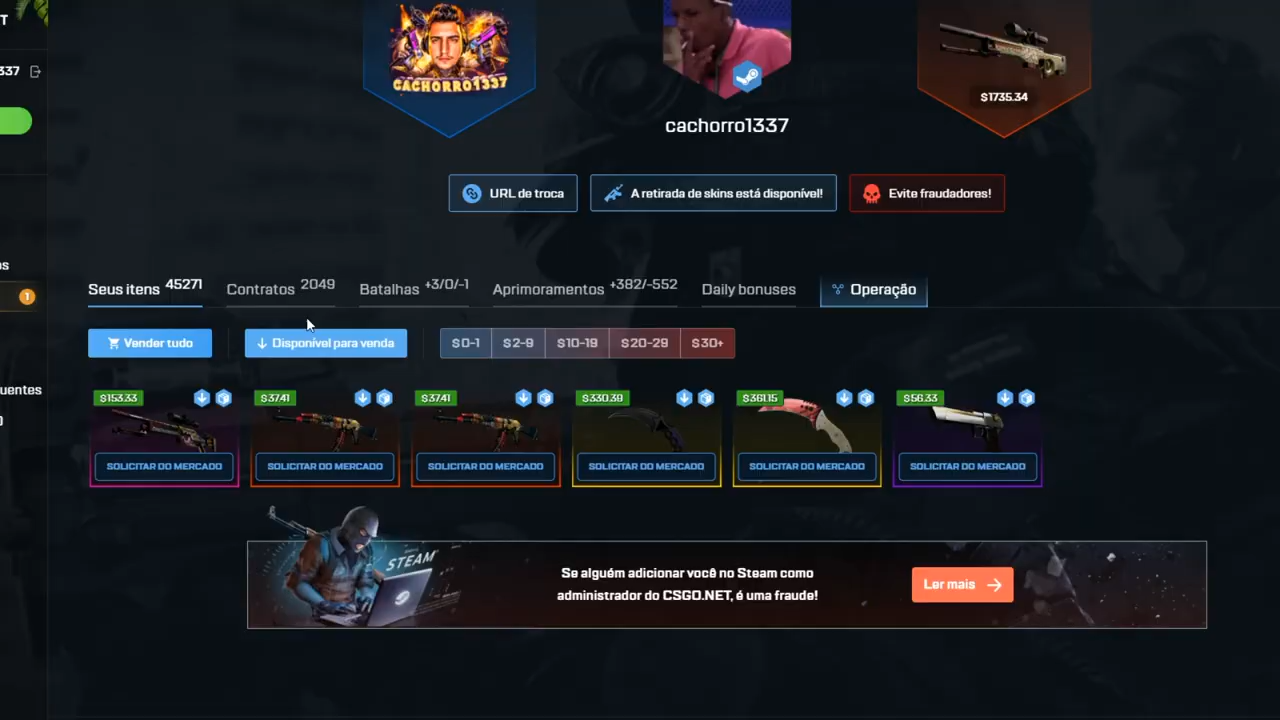 T
CACHORRO1337
$1735.34
337
cachorro1337
URL de troca
A retirada de skins está disponível!
Evite fraudadores!
s
1
Seus itens 45271
Contratos 2049
Batalhas +3/0/-1
Aprimoramentos +382/-552
Daily bonuses
Operação
Vender tudo
Disponível para venda
$0-1
$2-9
$10-19
$20-29
$30+
uentes
$153.33
$37.41
$37.41
$330.39
$361.15
$56.33
SOLICITAR DO MERCADO
SOLICITAR DO MERCADO
SOLICITAR DO MERCADO
SOLICITAR DO MERCADO
SOLICITAR DO MERCADO
SOLICITAR DO MERCADO
STEAM
Se alguém adicionar você no Steam como
administrador do CSGO.NET, é uma fraude!
Ler mais